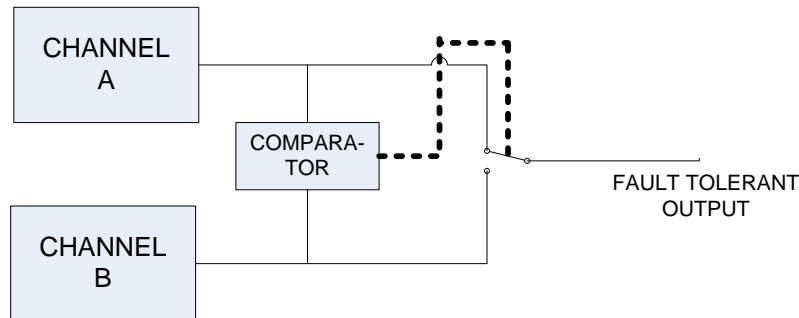 CHANNEL
A
COMPARA-
TOR
FAULT TOLERANT
OUTPUT
CHANNEL
B